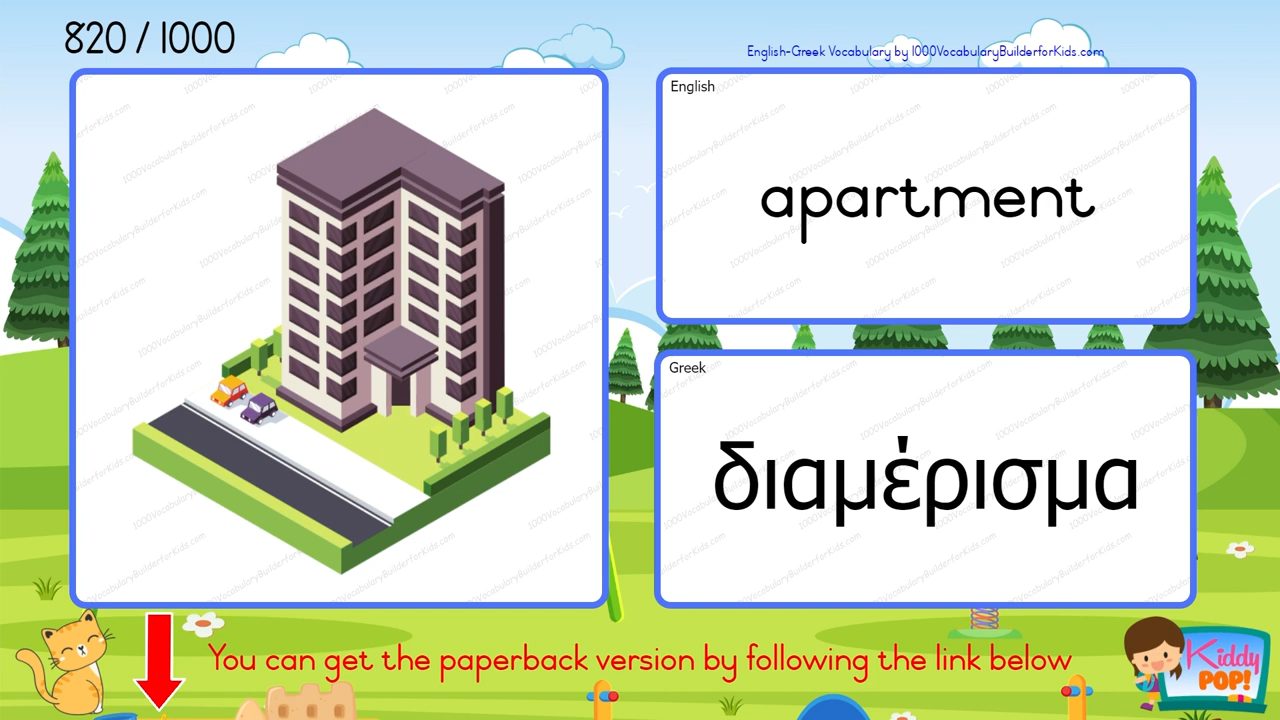 820 / 1000
English-Greek Vocabulary by 1000VocabularyBuilderforKids.com
English
apartment
Greek
διαμέρισμα
You can get the paperback version by following the link below
Kiddy
POP!